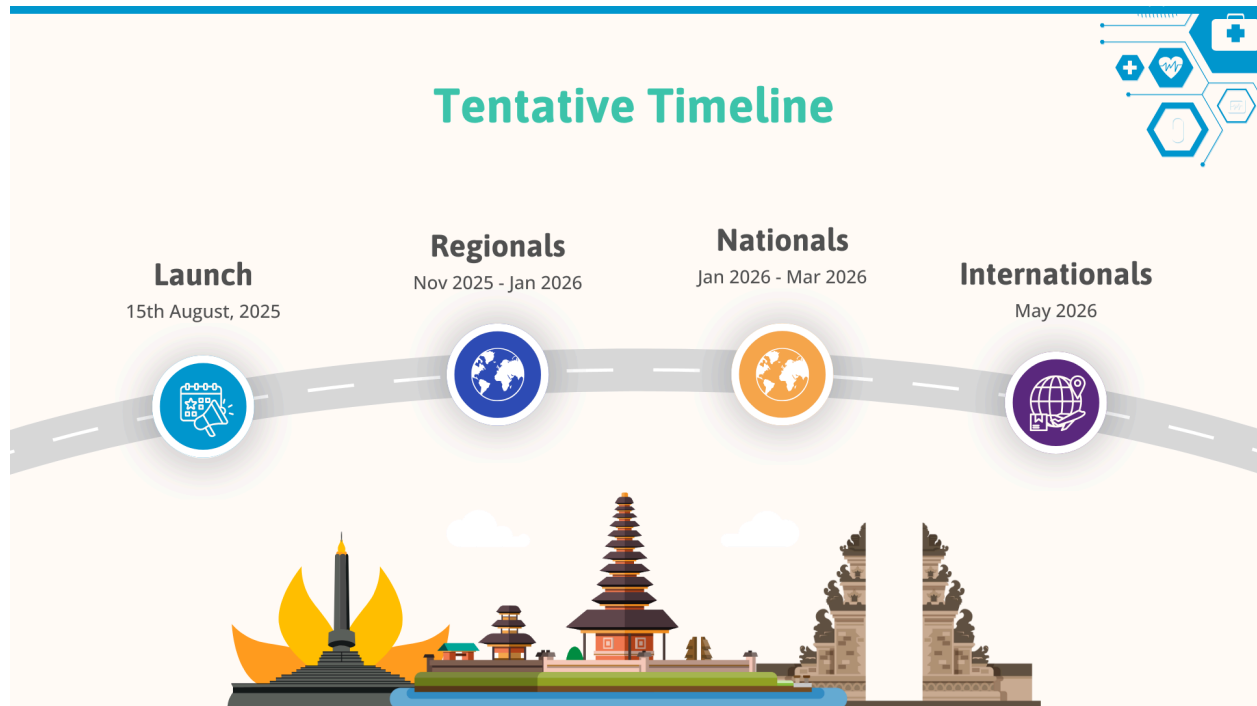 Tentative Timeline
Launch
15th August, 2025
Regionals
Nov 2025 - Jan 2026
Nationals
Jan 2026 - Mar 2026
Internationals
May 2026